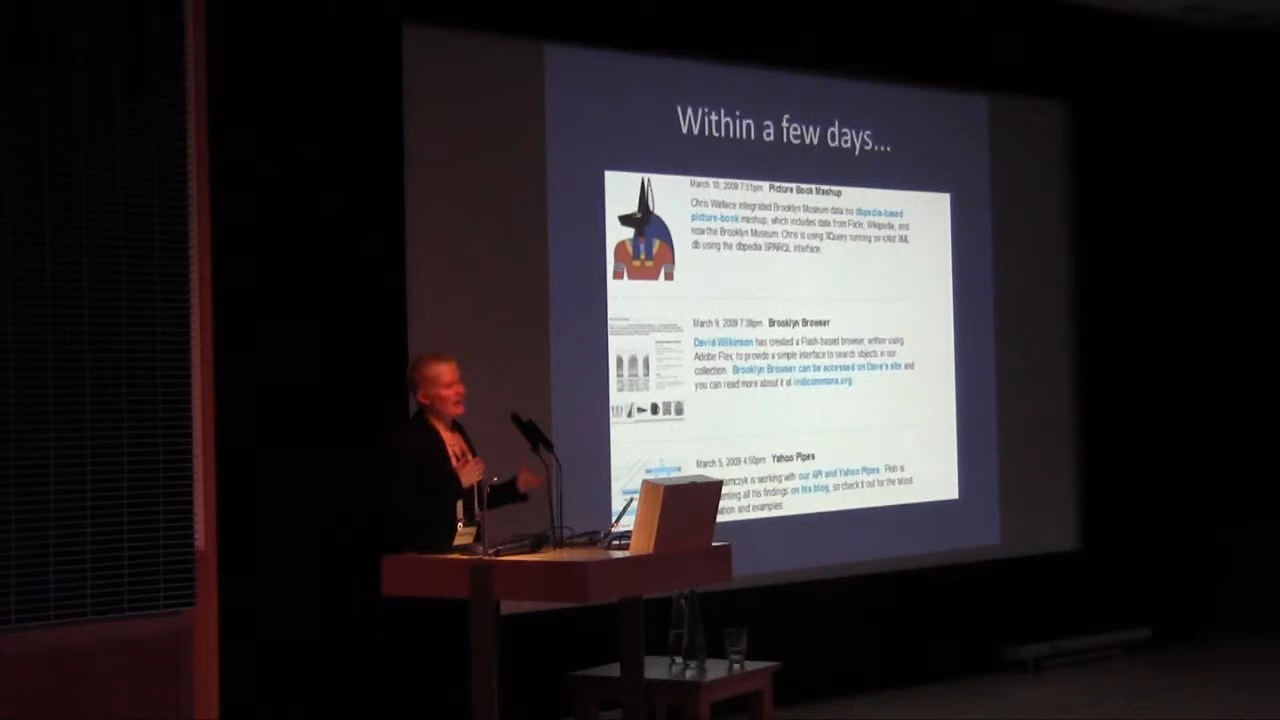 Within a few days...
March 10, 2009 7:51pm Picture Book Mashup
Chris Wallace integrated Brooklyn Museum data his dbpedia-based
picture-book mashup, which includes data from Flickr, Wikipedia, and
now the Brooklyn Museum. Chris is using XQuery running on eXist XML
db using the dbpedia SPARQL interface.
March 9, 2009 7:38pm Brooklyn Browser
David Wilkinson has created a Flash-based browser, written using
Adobe Flex, to provide a simple interface to search objects in our
collection. Brooklyn Browser can be accessed on Dave's site and
you can read more about it at indicommons.org.
March 5, 2009 4:50pm Yahoo Pipes
is working with our API and Yahoo Pipes. Piotr is
all his findings on his blog, so check it out for the latest
and examples.